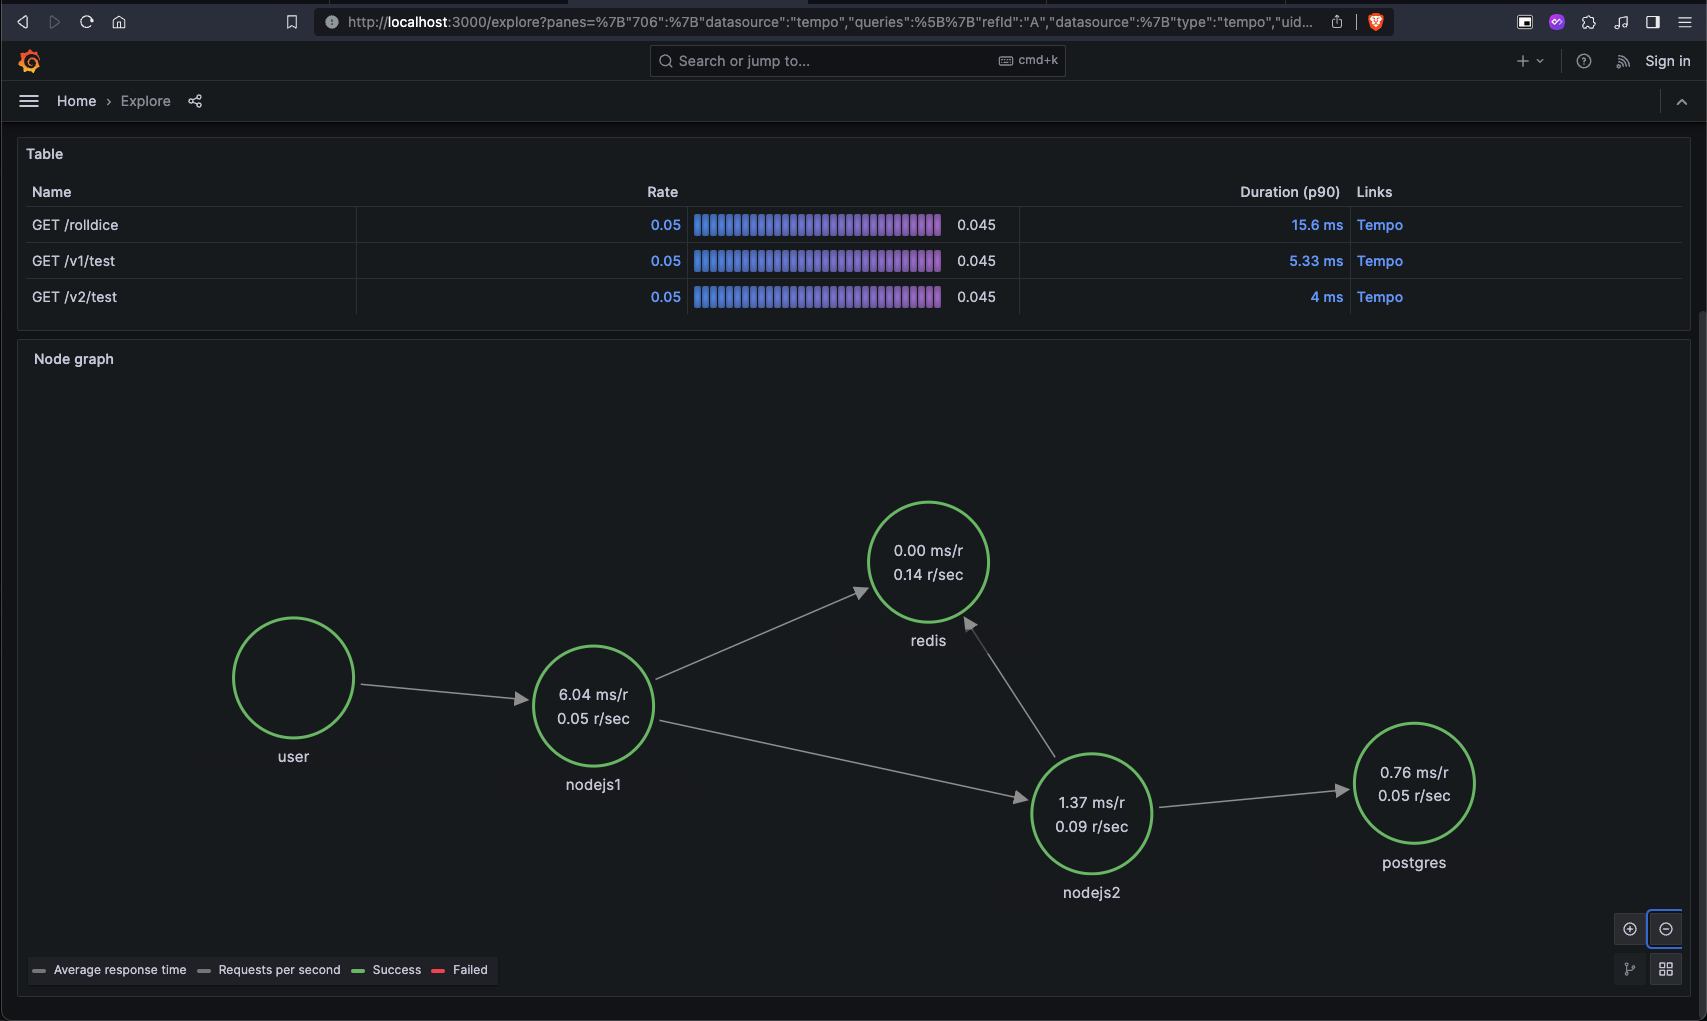 http://localhost:3000/explore?panes=%7B"706":%7B"datasource":"tempo","queries":%5B%7B"refId":"A","datasource":%7B"type":"tempo","uid...
Search or jump to... cmd+k
Sign in
Home › Explore
Table
Name Rate Duration (p90) Links
GET /rolldice 0.05 0.045 15.6 ms Tempo
GET /v1/test 0.05 0.045 5.33 ms Tempo
GET /v2/test 0.05 0.045 4 ms Tempo
Node graph
0.00 ms/r
0.14 r/sec
redis
user
6.04 ms/r
0.05 r/sec
nodejs1
1.37 ms/r
0.09 r/sec
nodejs2
0.76 ms/r
0.05 r/sec
postgres
Average response time Requests per second Success Failed